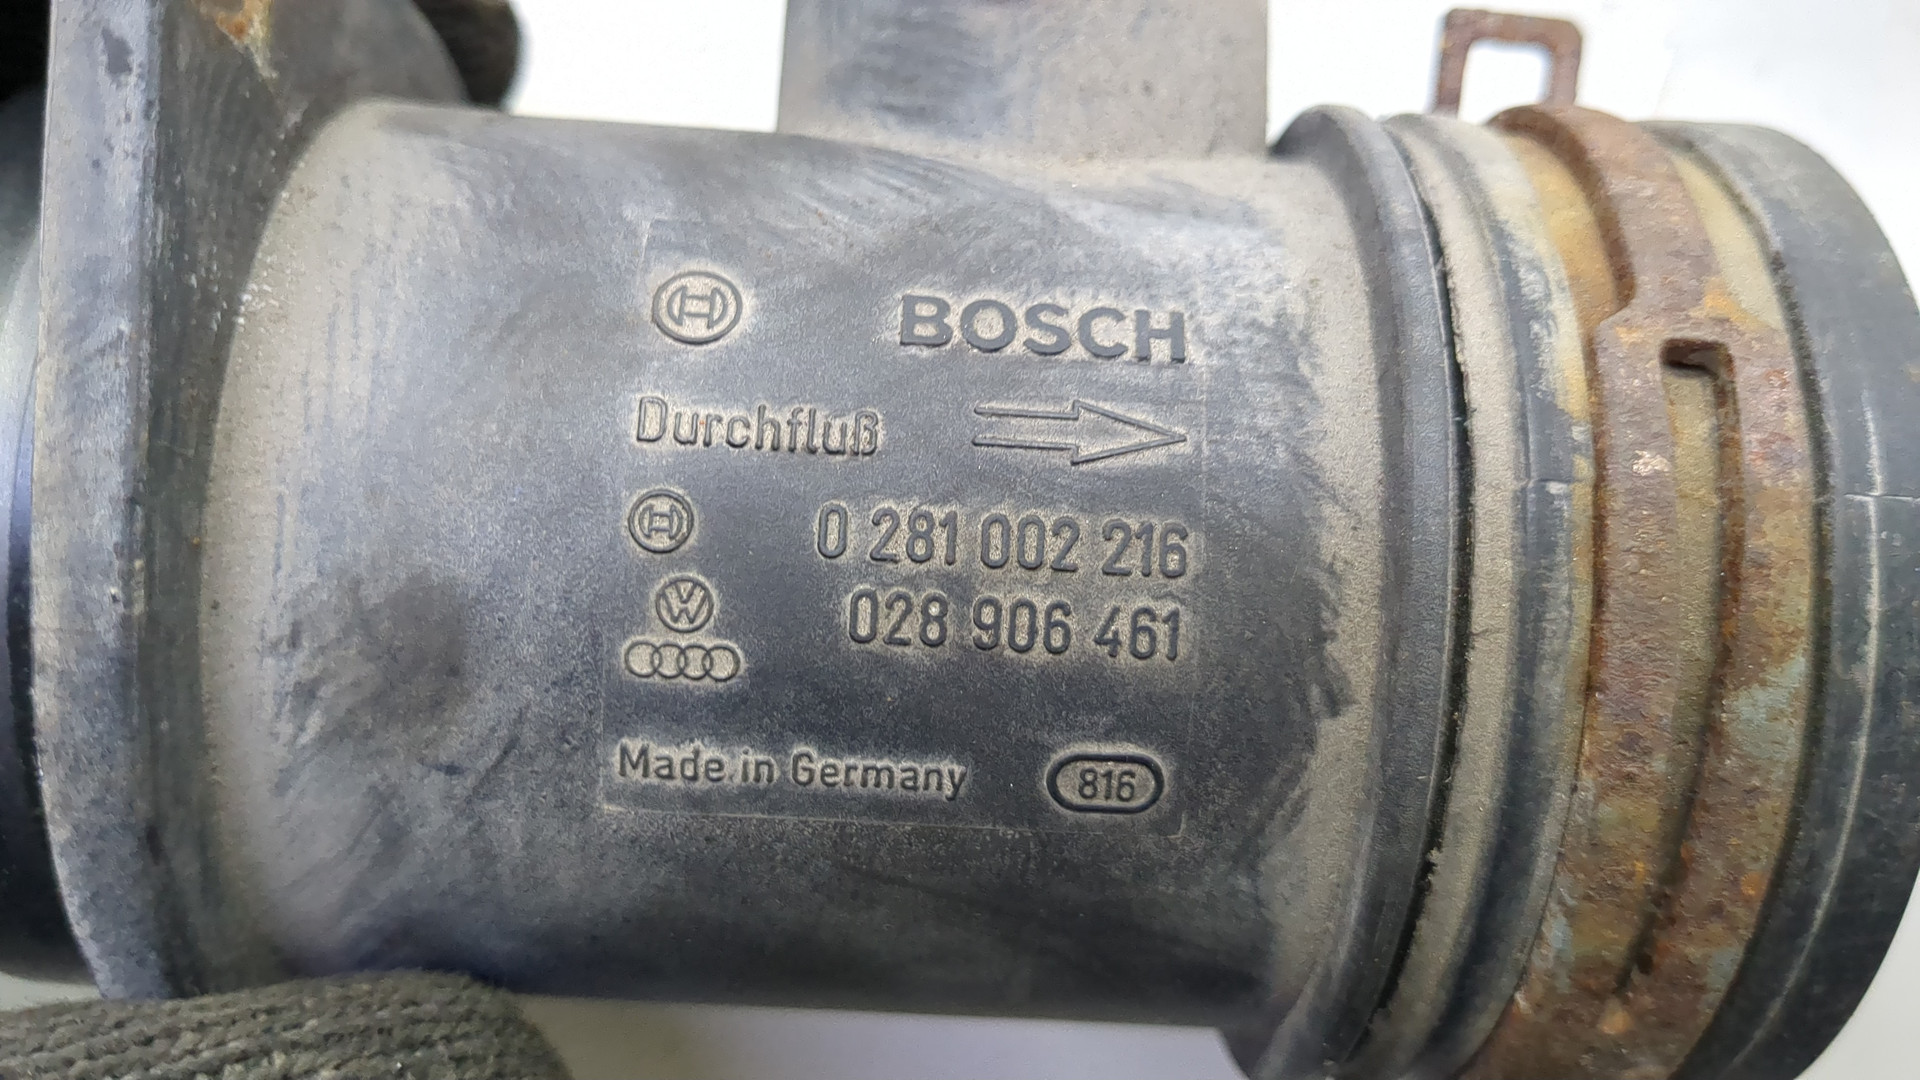 BOSCH
Durchfluß
0 281 002 216
028 906 461
Made in Germany 816